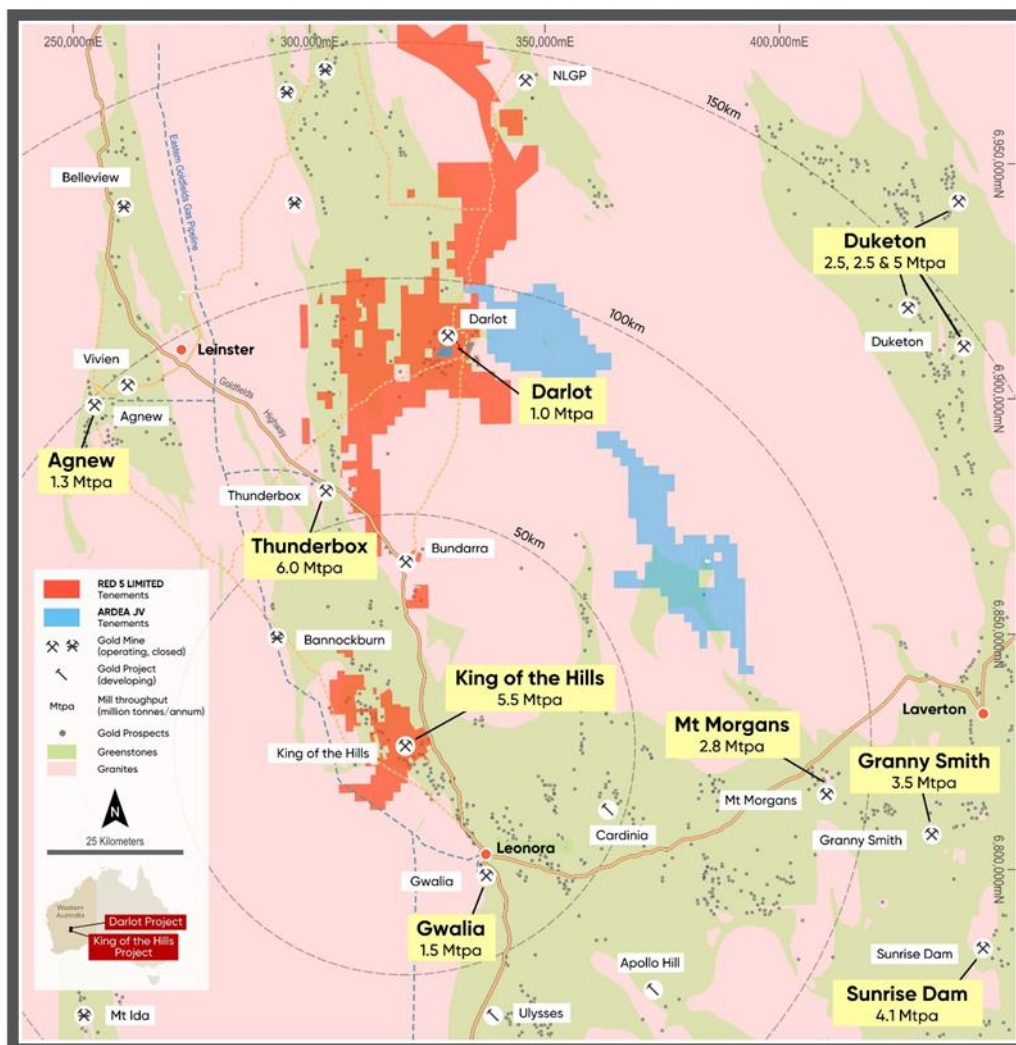 250,000mE
300,000mE
350,000mE
400,000mE
NLGP
150km
6,950,000mN
Belleview
Eastern Goldfields Gas Pipeline
Duketon
2.5, 2.5 & 5 Mtpa
Duketon
Darlot
100km
Leinster
Vivien
Goldfields
Highway
Darlot
1.0 Mtpa
6,900,000mN
Agnew
Agnew
1.3 Mtpa
Thunderbox
50km
Thunderbox
6.0 Mtpa
Bundarra
RED 5 LIMITED
Tenements
ARDEA JV
Tenements
Gold Mine
(operating, closed)
Gold Project
(developing)
Mtpa
Mill throughput
(million tonnes/annum)
Gold Prospects
Greenstones
Granites
N
25 Kilometers
Western
Australia
Darlot Project
King of the Hills
Project
Bannockburn
6,850,000mN
King of the Hills
5.5 Mtpa
King of the Hills
Laverton
Mt Morgans
2.8 Mtpa
Mt Morgans
Granny Smith
3.5 Mtpa
Granny Smith
Cardinia
Leonora
6,800,000mN
Gwalia
Gwalia
1.5 Mtpa
Apollo Hill
Sunrise Dam
Sunrise Dam
4.1 Mtpa
Mt Ida
Ulysses